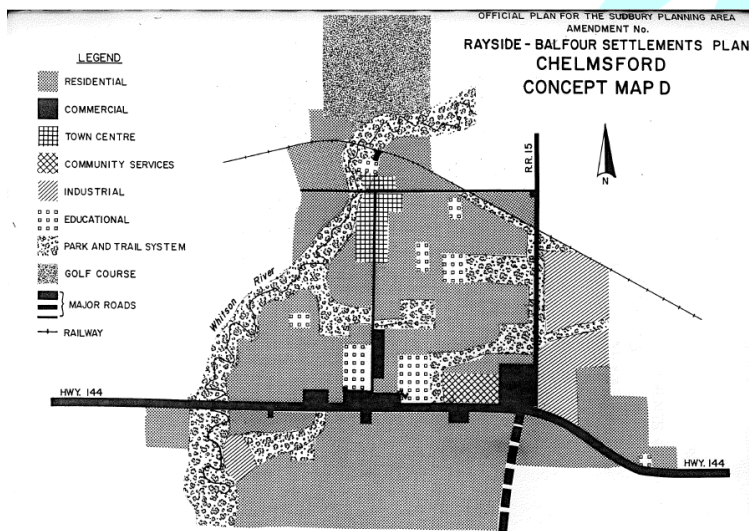 OFFICIAL PLAN FOR THE SUDBURY PLANNING AREA
AMENDMENT No.
RAYSIDE-BALFOUR SETTLEMENTS PLAN
CHELMSFORD
CONCEPT MAP D
LEGEND
RESIDENTIAL
COMMERCIAL
TOWN CENTRE
COMMUNITY SERVICES
INDUSTRIAL
EDUCATIONAL
PARK AND TRAIL SYSTEM
GOLF COURSE
MAJOR ROADS
RAILWAY
R.R. 15
N
Whitson River
HWY. 144
HWY. 144